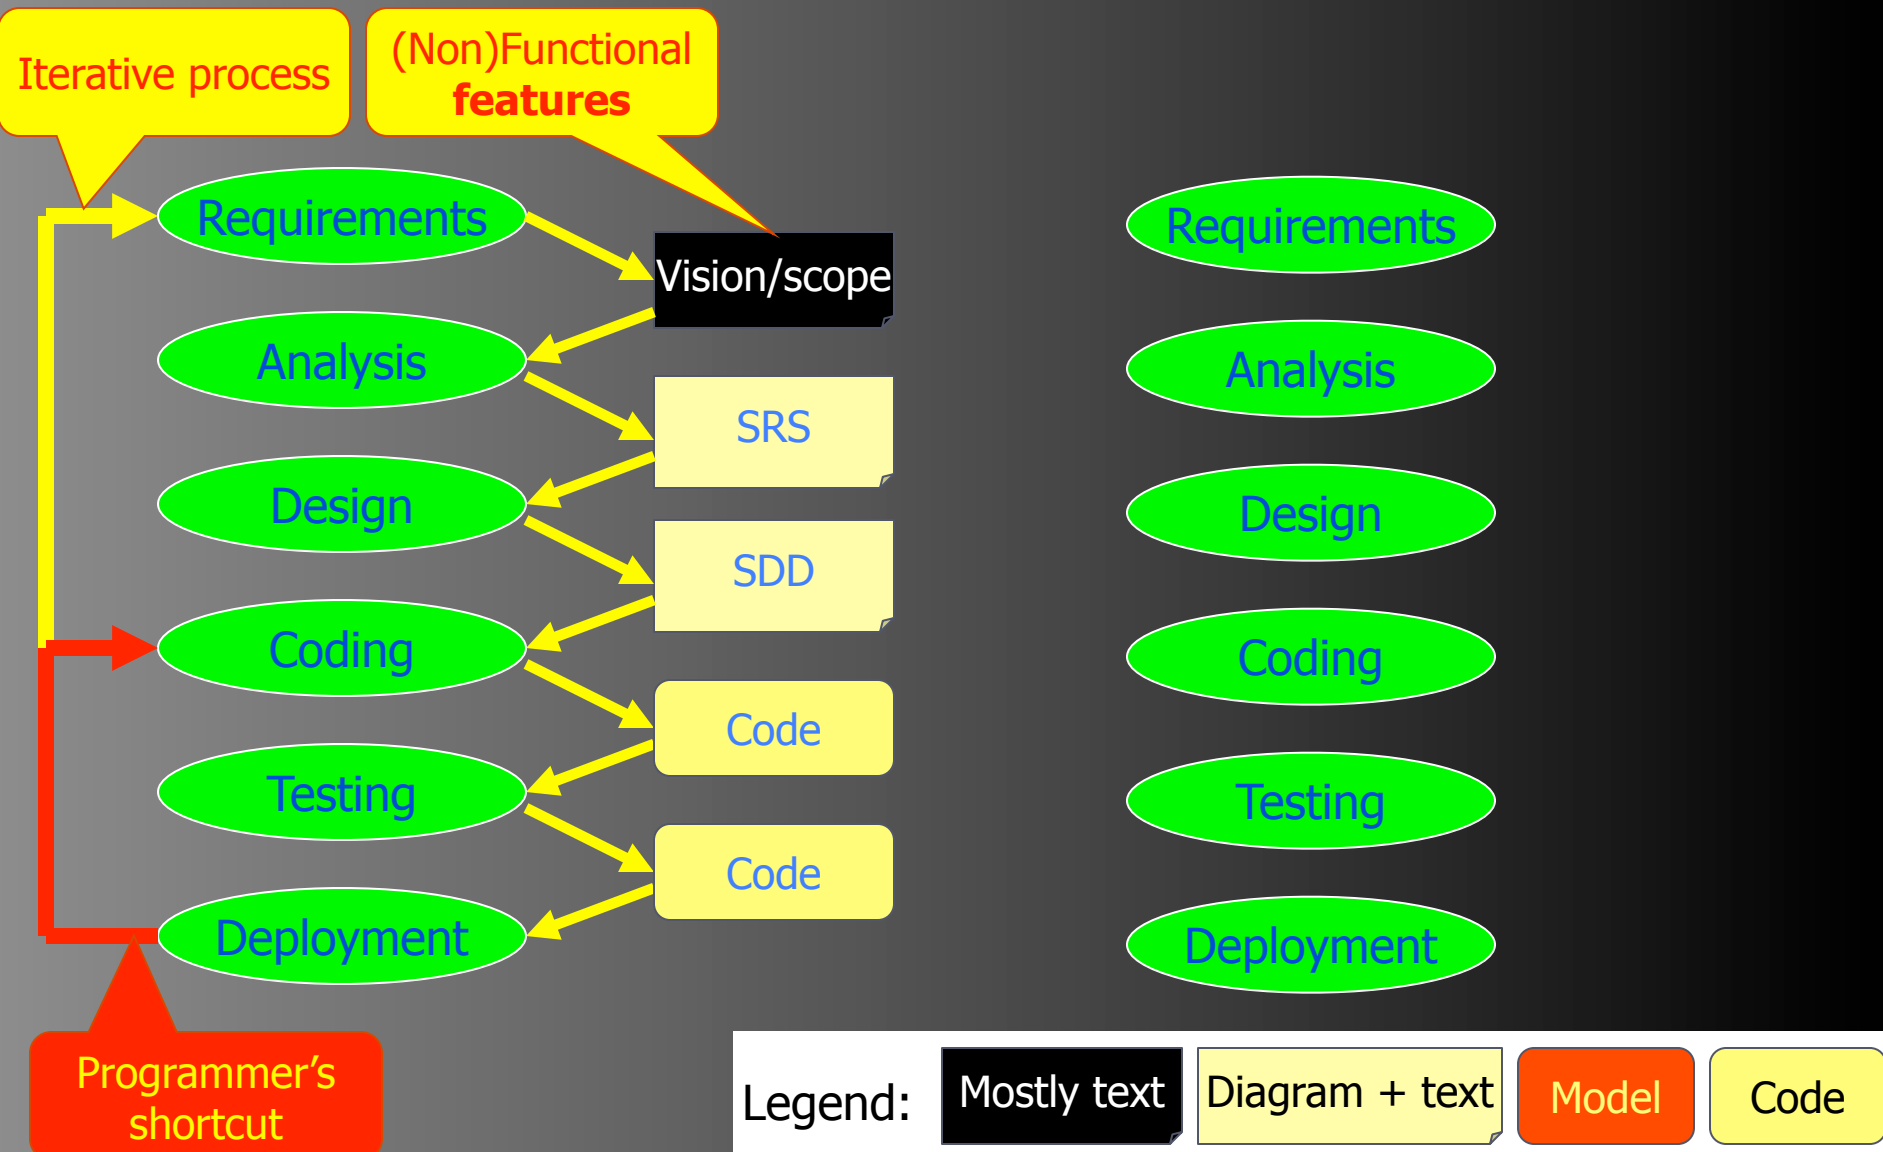 Iterative process
(Non)Functional
features
Requirements
Vision/scope
Analysis
SRS
Design
SDD
Coding
Code
Testing
Code
Deployment
Programmer’s
shortcut
Requirements
Analysis
Design
Coding
Testing
Deployment
Legend:
Mostly text
Diagram + text
Model
Code